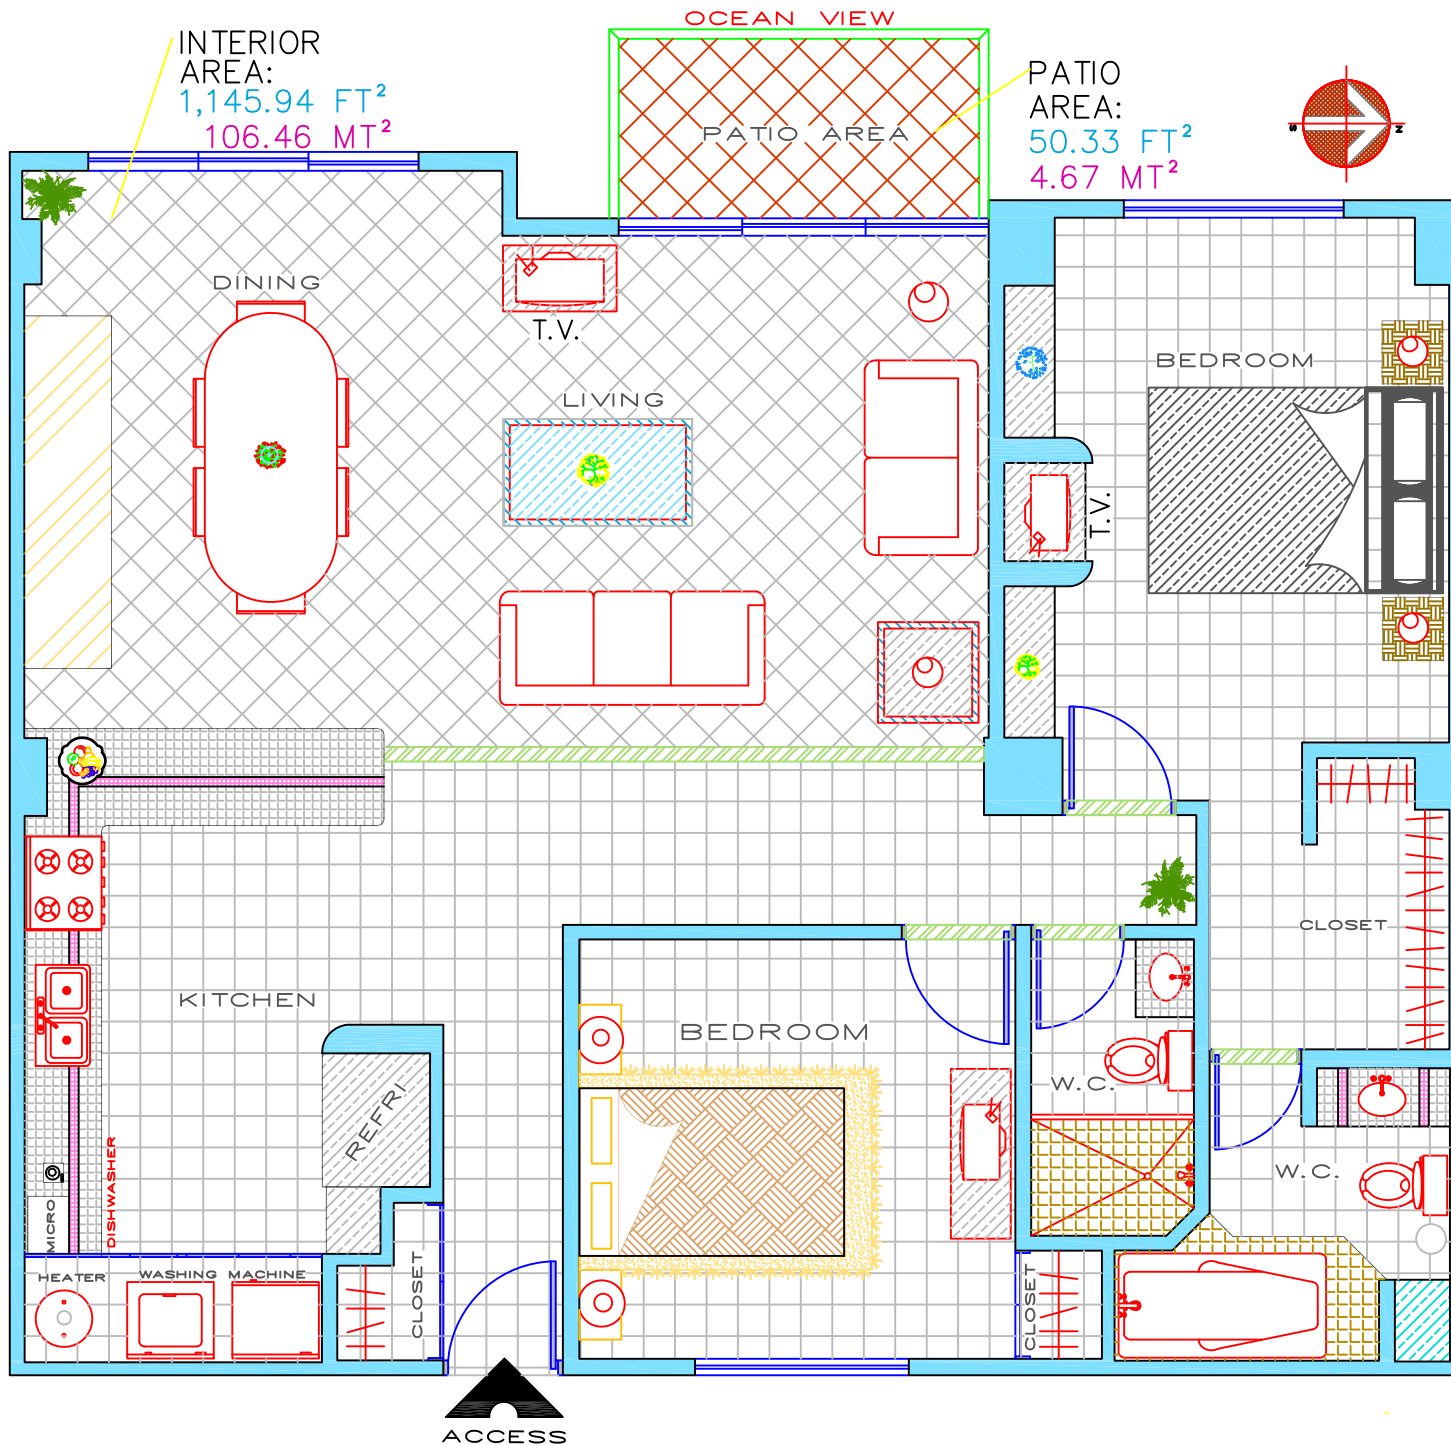 OCEAN VIEW
INTERIOR
AREA:
1,145.94 FT²
106.46 MT²
PATIO
AREA:
50.33 FT²
4.67 MT²
PATIO AREA
S
N
DINING
T.V.
LIVING
BEDROOM
T.V.
CLOSET
KITCHEN
BEDROOM
W.C.
REFRI
W.C.
MICRO
DISHWASHER
HEATER
WASHING MACHINE
CLOSET
CLOSET
ACCESS